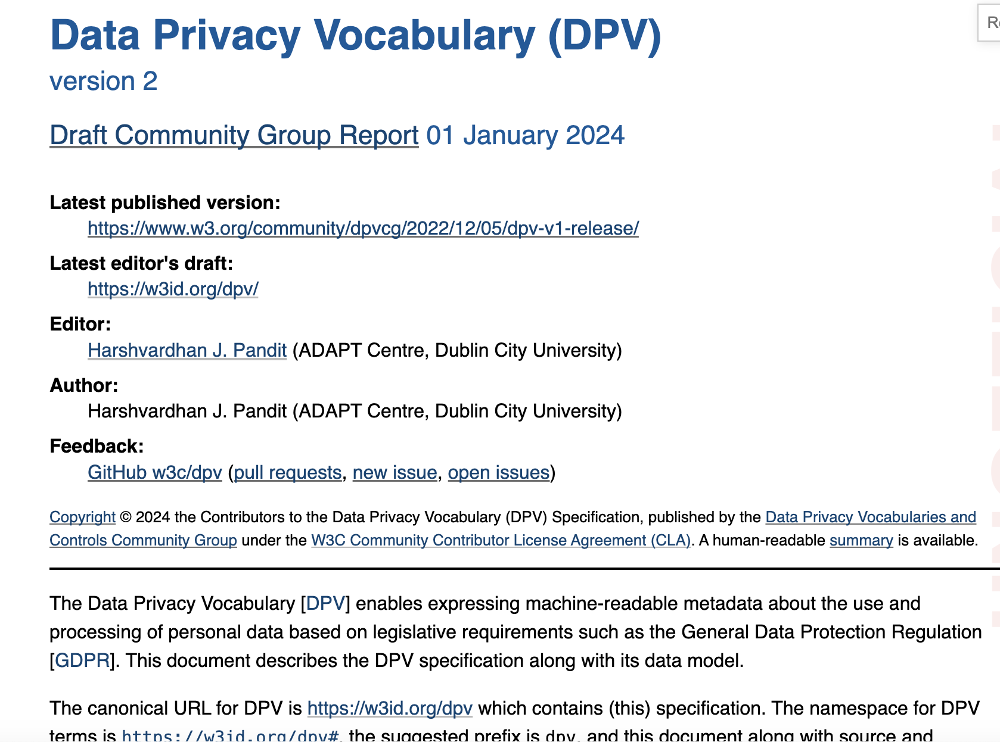 Data Privacy Vocabulary (DPV)
version 2
Draft Community Group Report 01 January 2024
Latest published version:
https://www.w3.org/community/dpvcg/2022/12/05/dpv-v1-release/
Latest editor's draft:
https://w3id.org/dpv/
Editor:
Harshvardhan J. Pandit (ADAPT Centre, Dublin City University)
Author:
Harshvardhan J. Pandit (ADAPT Centre, Dublin City University)
Feedback:
GitHub w3c/dpv (pull requests, new issue, open issues)
Copyright © 2024 the Contributors to the Data Privacy Vocabulary (DPV) Specification, published by the Data Privacy Vocabularies and
Controls Community Group under the W3C Community Contributor License Agreement (CLA). A human-readable summary is available.
The Data Privacy Vocabulary [DPV] enables expressing machine-readable metadata about the use and
processing of personal data based on legislative requirements such as the General Data Protection Regulation
[GDPR]. This document describes the DPV specification along with its data model.
The canonical URL for DPV is https://w3id.org/dpv which contains (this) specification. The namespace for DPV
terms is https://w3id.org/dpv#, the suggested prefix is dpv, and this document along with source and